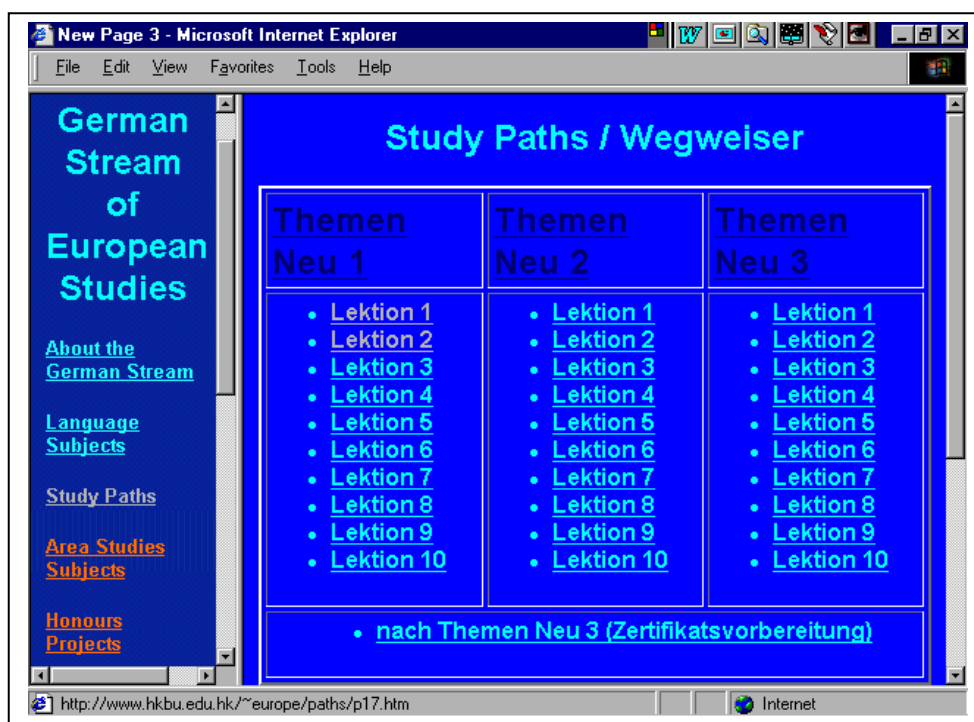 New Page 3 - Microsoft Internet Explorer
File Edit View Favorites Tools Help
German
Stream
of
European
Studies
About the
German Stream
Language
Subjects
Study Paths
Area Studies
Subjects
Honours
Projects
Study Paths / Wegweiser
Themen
Neu 1
Themen
Neu 2
Themen
Neu 3
Lektion 1
Lektion 2
Lektion 3
Lektion 4
Lektion 5
Lektion 6
Lektion 7
Lektion 8
Lektion 9
Lektion 10
Lektion 1
Lektion 2
Lektion 3
Lektion 4
Lektion 5
Lektion 6
Lektion 7
Lektion 8
Lektion 9
Lektion 10
Lektion 1
Lektion 2
Lektion 3
Lektion 4
Lektion 5
Lektion 6
Lektion 7
Lektion 8
Lektion 9
Lektion 10
nach Themen Neu 3 (Zertifikatsvorbereitung)
http://www.hkbu.edu.hk/~europe/paths/p17.htm
Internet